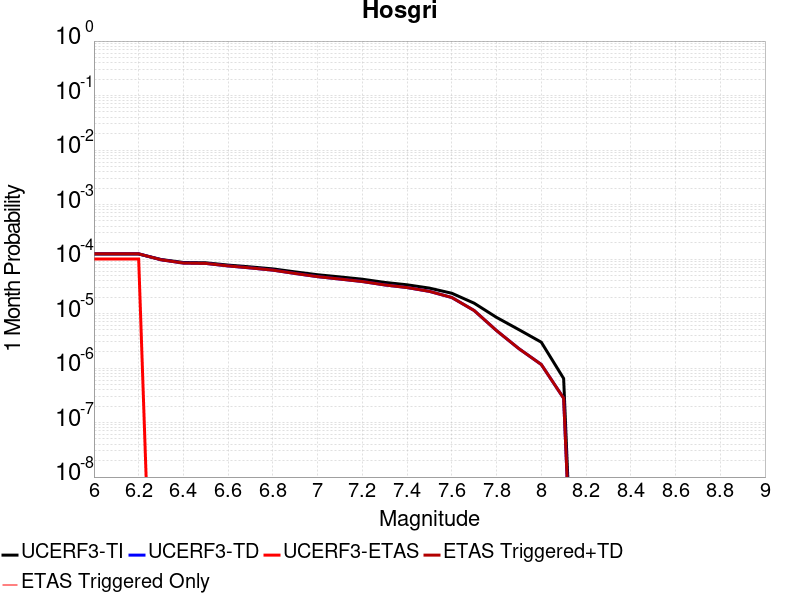 Hosgri
10^0
10^-1
10^-2
10^-3
10^-4
10^-5
10^-6
10^-7
10^-8
1 Month Probability
6 6.2 6.4 6.6 6.8 7 7.2 7.4 7.6 7.8 8 8.2 8.4 8.6 8.8 9
Magnitude
UCERF3-TI UCERF3-TD UCERF3-ETAS ETAS Triggered+TD
ETAS Triggered Only